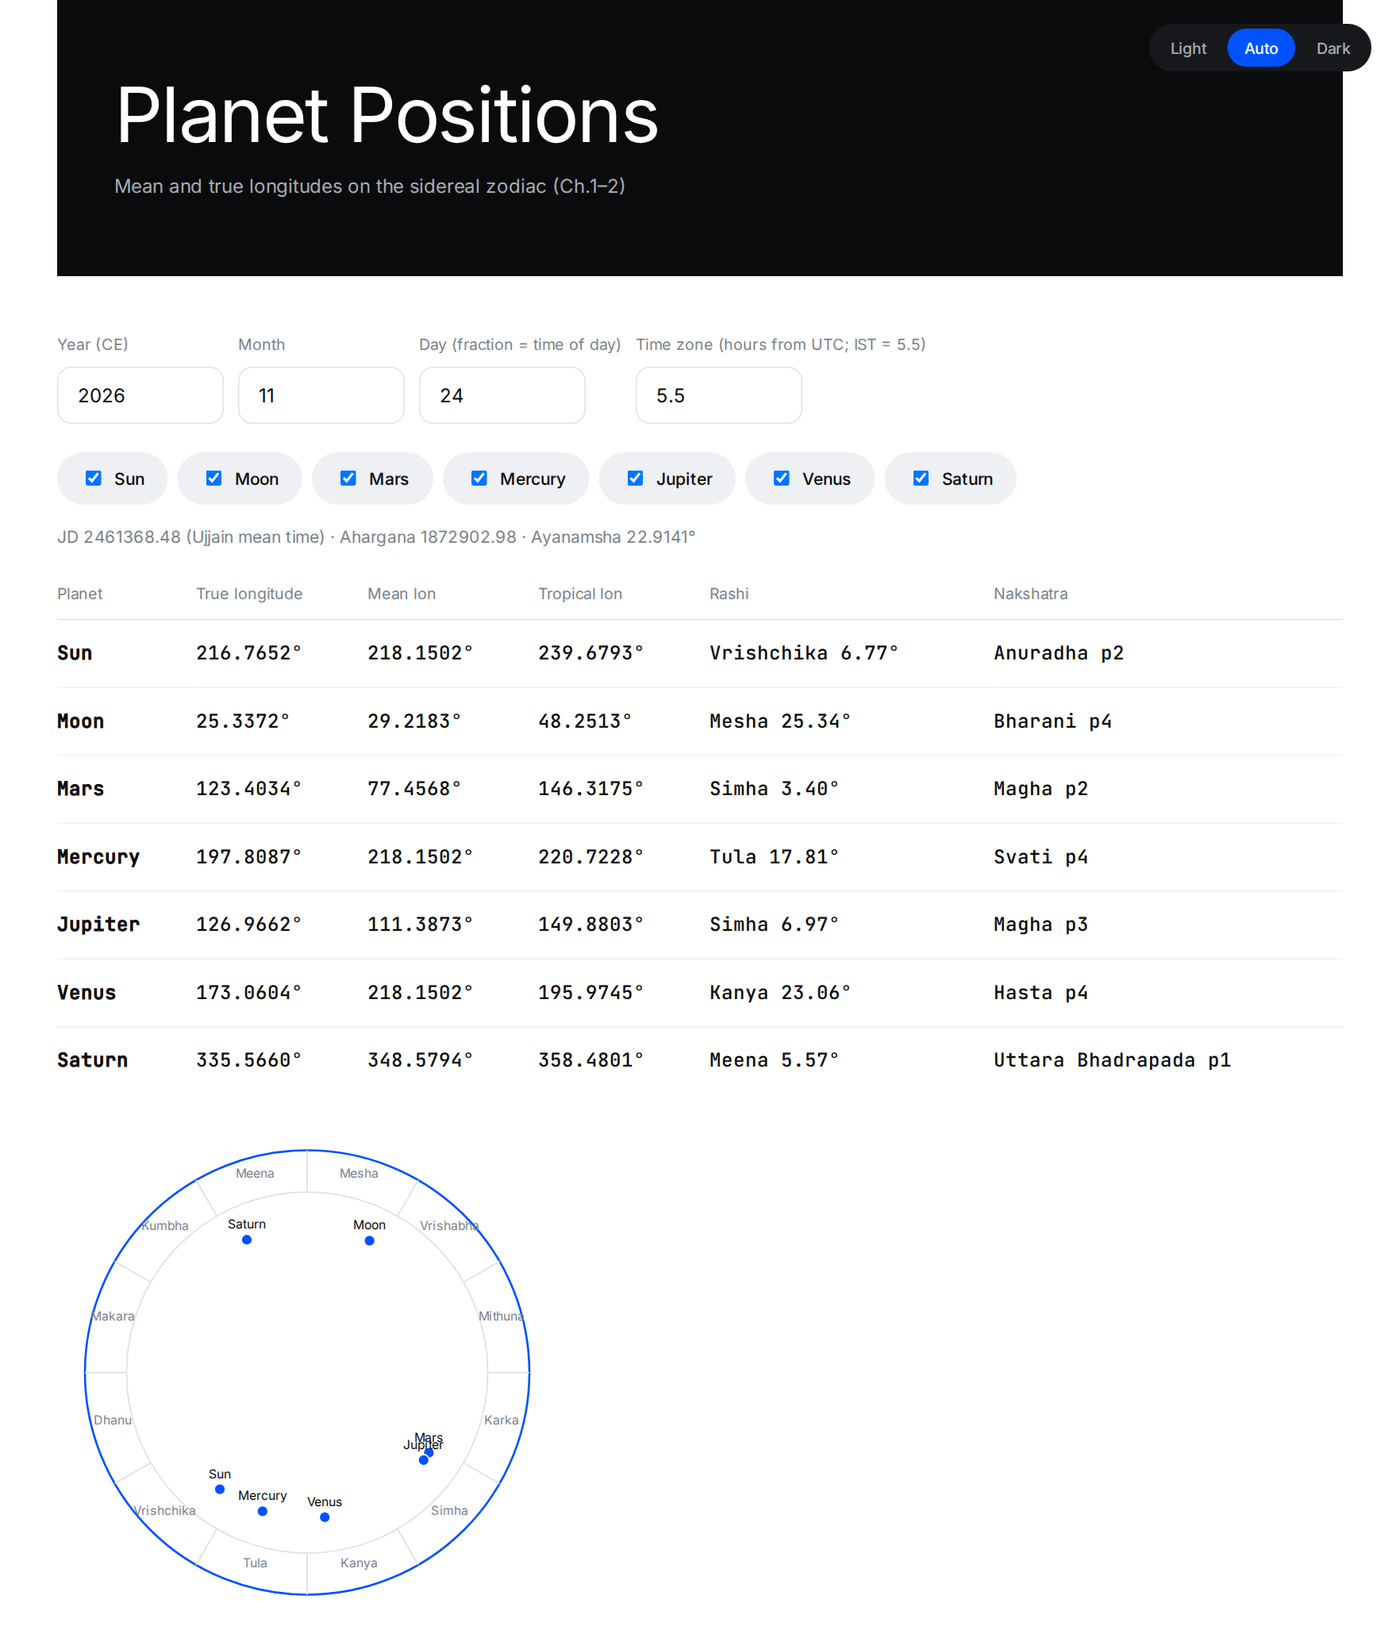 Light Auto Dark
Planet Positions
Mean and true longitudes on the sidereal zodiac (Ch.1–2)
Year (CE) Month Day (fraction = time of day) Time zone (hours from UTC; IST = 5.5)
2026 11 24 5.5
Sun Moon Mars Mercury Jupiter Venus Saturn
JD 2461368.48 (Ujjain mean time) · Ahargana 1872902.98 · Ayanamsha 22.9141°
Planet True longitude Mean lon Tropical lon Rashi Nakshatra
Sun 216.7652° 218.1502° 239.6793° Vrishchika 6.77° Anuradha p2
Moon 25.3372° 29.2183° 48.2513° Mesha 25.34° Bharani p4
Mars 123.4034° 77.4568° 146.3175° Simha 3.40° Magha p2
Mercury 197.8087° 218.1502° 220.7228° Tula 17.81° Svati p4
Jupiter 126.9662° 111.3873° 149.8803° Simha 6.97° Magha p3
Venus 173.0604° 218.1502° 195.9745° Kanya 23.06° Hasta p4
Saturn 335.5660° 348.5794° 358.4801° Meena 5.57° Uttara Bhadrapada p1
Meena Mesha
Kumbha Saturn Moon Vrishabha
Makara Mithuna
Dhanu Karka
Mars
Jupiter
Sun
Mercury Venus
Vrishchika Simha
Tula Kanya